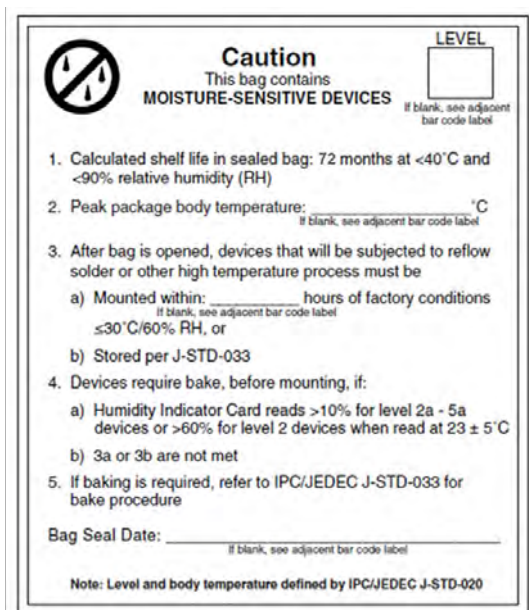 LEVEL
Caution
This bag contains
MOISTURE-SENSITIVE DEVICES
If blank, see adjacent
bar code label
1. Calculated shelf life in sealed bag: 72 months at <40°C and
<90% relative humidity (RH)
2. Peak package body temperature: ____________________°C
If blank, see adjacent bar code label
3. After bag is opened, devices that will be subjected to reflow
solder or other high temperature process must be
a) Mounted within: ___________ hours of factory conditions
If blank, see adjacent bar code label
≤30°C/60% RH, or
b) Stored per J-STD-033
4. Devices require bake, before mounting, if:
a) Humidity Indicator Card reads >10% for level 2a - 5a
devices or >60% for level 2 devices when read at 23 ± 5°C
b) 3a or 3b are not met
5. If baking is required, refer to IPC/JEDEC J-STD-033 for
bake procedure
Bag Seal Date: ____________________
If blank, see adjacent bar code label
Note: Level and body temperature defined by IPC/JEDEC J-STD-020